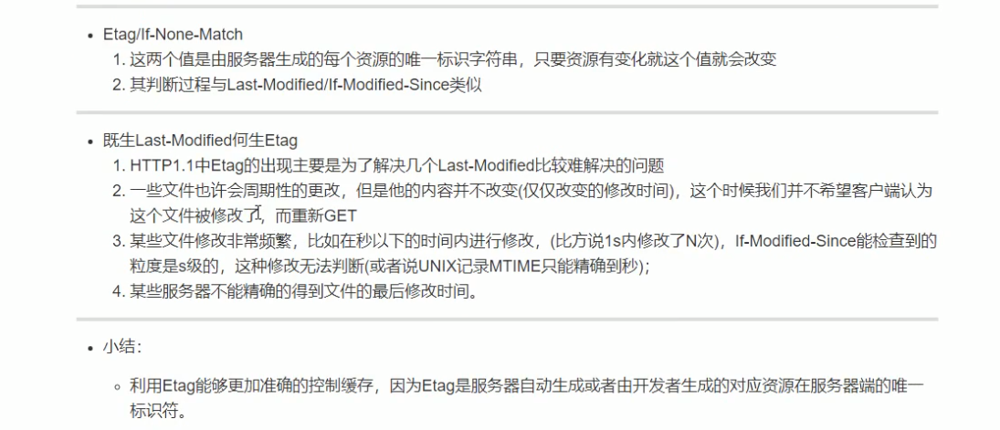 Etag/If-None-Match
1. 这两个值是由服务器生成的每个资源的唯一标识字符串，只要资源有变化就这个值就会改变
2. 其判断过程与Last-Modified/If-Modified-Since类似
既生Last-Modified何生Etag
1. HTTP1.1中Etag的出现主要是为了解决几个Last-Modified比较难解决的问题
2. 一些文件也许会周期性的更改，但是他的内容并不改变(仅仅改变的修改时间)，这个时候我们并不希望客户端认为
这个文件被修改了，而重新GET
3. 某些文件修改非常频繁，比如在秒以下的时间内进行修改，(比方说1s内修改了N次)，If-Modified-Since能检查到的
粒度是s级的，这种修改无法判断(或者说UNIX记录MTIME只能精确到秒)；
4. 某些服务器不能精确的得到文件的最后修改时间。
小结：
利用Etag能够更加准确的控制缓存，因为Etag是服务器自动生成或者由开发者生成的对应资源在服务器端的唯一
标识符。